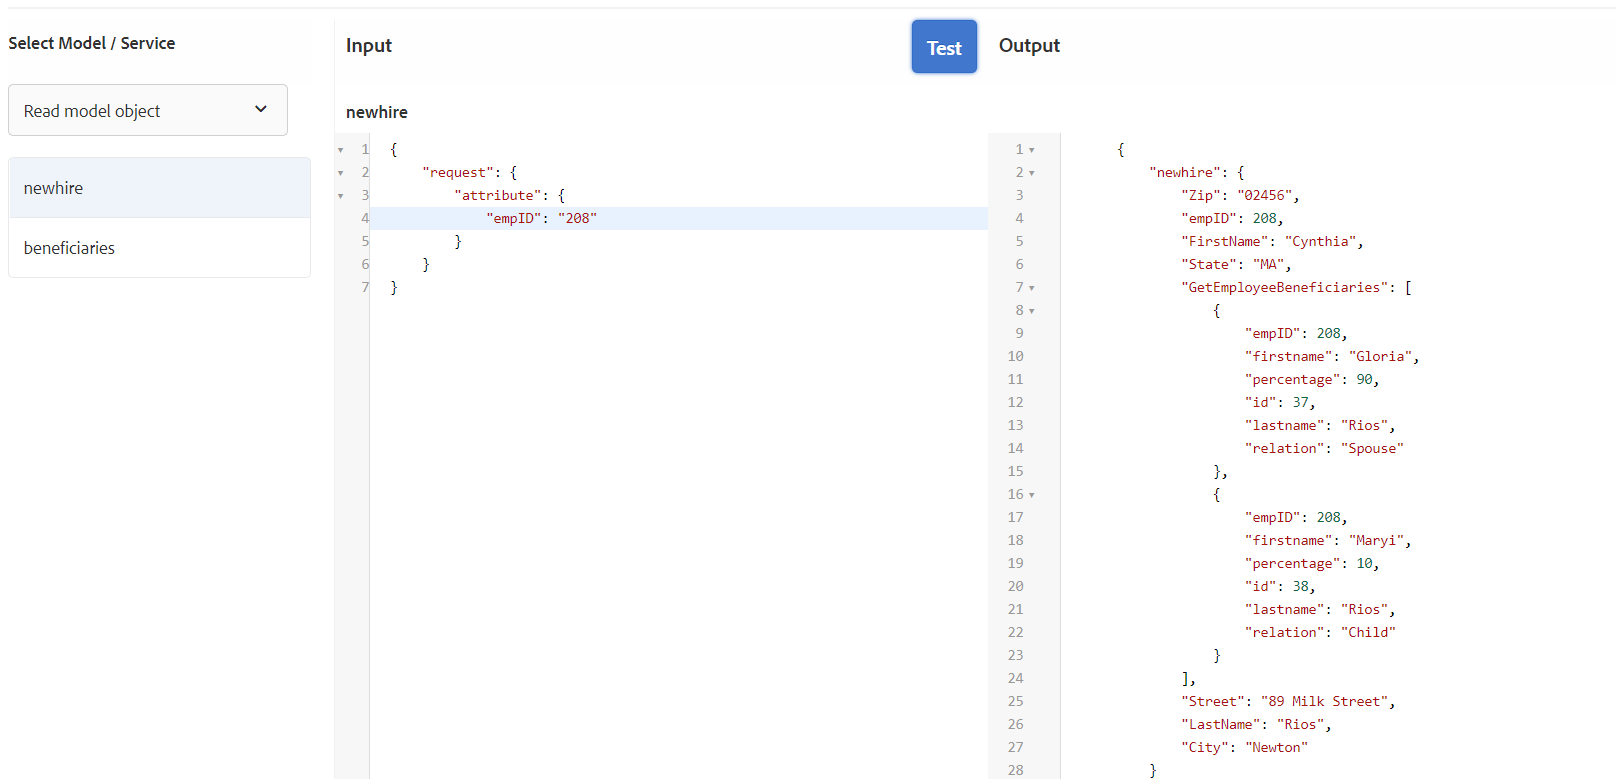 Select Model / Service
Read model object
newhire
beneficiaries
Input
Test
newhire
1 {
2 "request": {
3 "attribute": {
4 "empID": "208"
5 }
6 }
7 }
Output
1 {
2 "newhire": {
3 "Zip": "02456",
4 "empID": 208,
5 "FirstName": "Cynthia",
6 "State": "MA",
7 "GetEmployeeBeneficiaries": [
8 {
9 "empID": 208,
10 "firstname": "Gloria",
11 "percentage": 90,
12 "id": 37,
13 "lastname": "Rios",
14 "relation": "Spouse"
15 },
16 {
17 "empID": 208,
18 "firstname": "Maryi",
19 "percentage": 10,
20 "id": 38,
21 "lastname": "Rios",
22 "relation": "Child"
23 }
24 ],
25 "Street": "89 Milk Street",
26 "LastName": "Rios",
27 "City": "Newton"
28 }